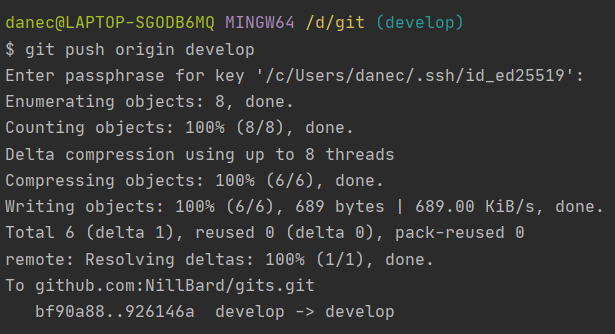 danec@LAPTOP-SGODB6MQ MINGW64 /d/git (develop)
$ git push origin develop
Enter passphrase for key '/c/Users/danec/.ssh/id_ed25519':
Enumerating objects: 8, done.
Counting objects: 100% (8/8), done.
Delta compression using up to 8 threads
Compressing objects: 100% (6/6), done.
Writing objects: 100% (6/6), 689 bytes | 689.00 KiB/s, done.
Total 6 (delta 1), reused 0 (delta 0), pack-reused 0
remote: Resolving deltas: 100% (1/1), done.
To github.com:NillBard/gits.git
   bf90a88..926146a  develop -> develop